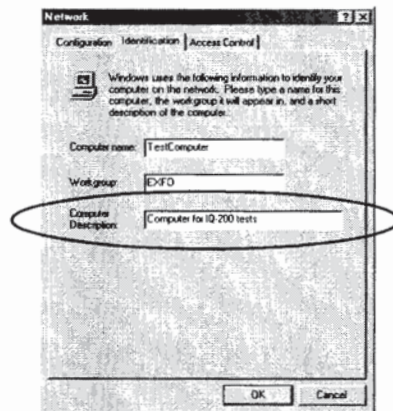 Network
Configuration Identification Access Control
Windows uses the following information to identify your
computer on the network. Please type a name for this
computer, the workgroup it will appear in, and a short
description of the computer.
Computer name: TestComputer
Workgroup: EXFO
Computer
Description: Computer for IQ-200 tests
OK Cancel